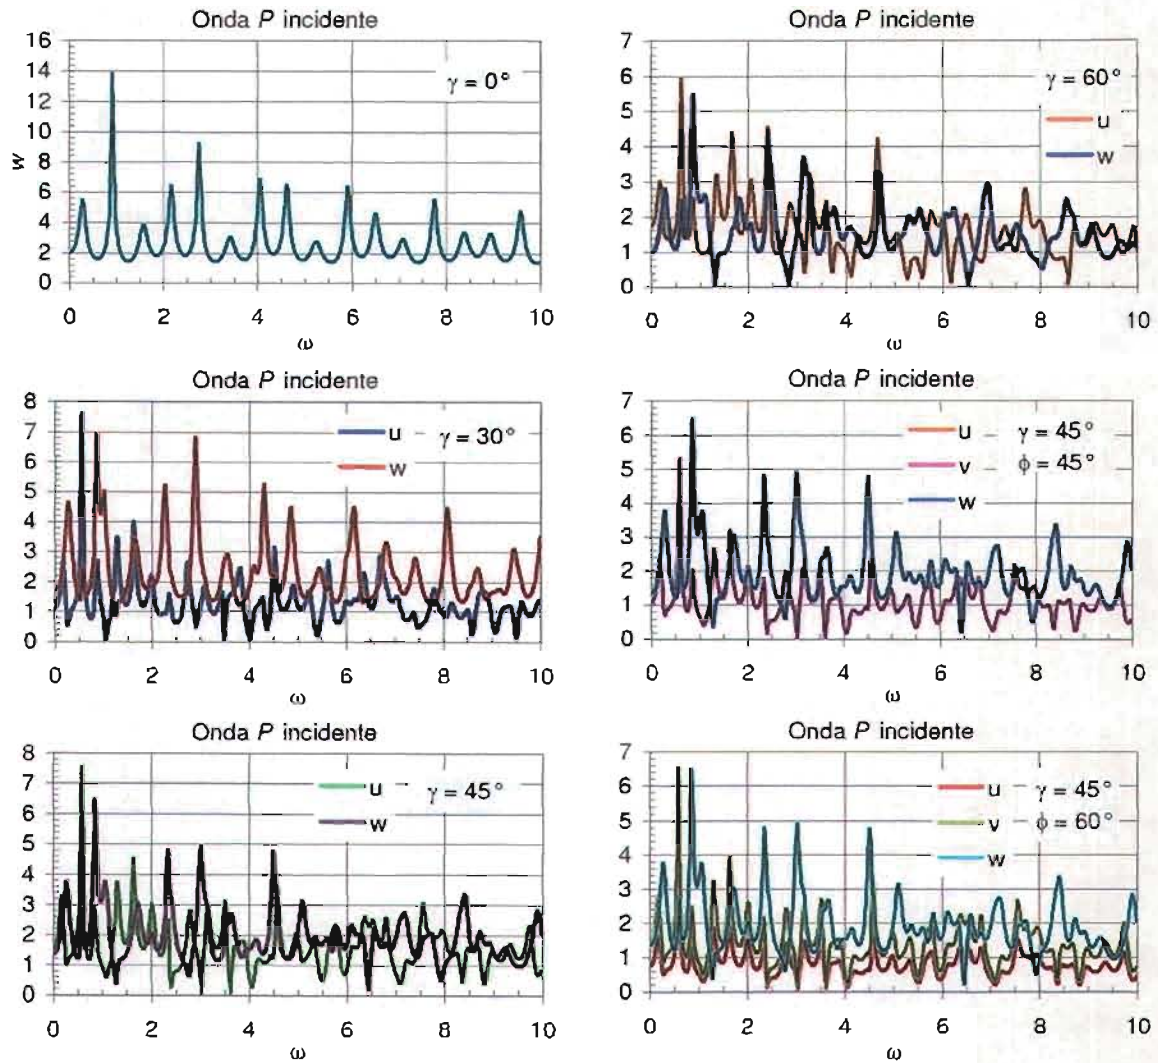 Onda P incidente
16
14
12
10
8
6
4
2
0
w
γ = 0°
0 2 4 6 8 10
ω
Onda P incidente
7
6
5
4
3
2
1
0
γ = 60°
u
w
0 2 4 6 8 10
ω
Onda P incidente
8
7
6
5
4
3
2
1
0
u γ = 30°
w
0 2 4 6 8 10
ω
Onda P incidente
7
6
5
4
3
2
1
0
u γ = 45°
v ϕ = 45°
w
0 2 4 6 8 10
ω
Onda P incidente
8
7
6
5
4
3
2
1
0
u γ = 45°
w
0 2 4 6 8 10
ω
Onda P incidente
7
6
5
4
3
2
1
0
u γ = 45°
v ϕ = 60°
w
0 2 4 6 8 10
ω